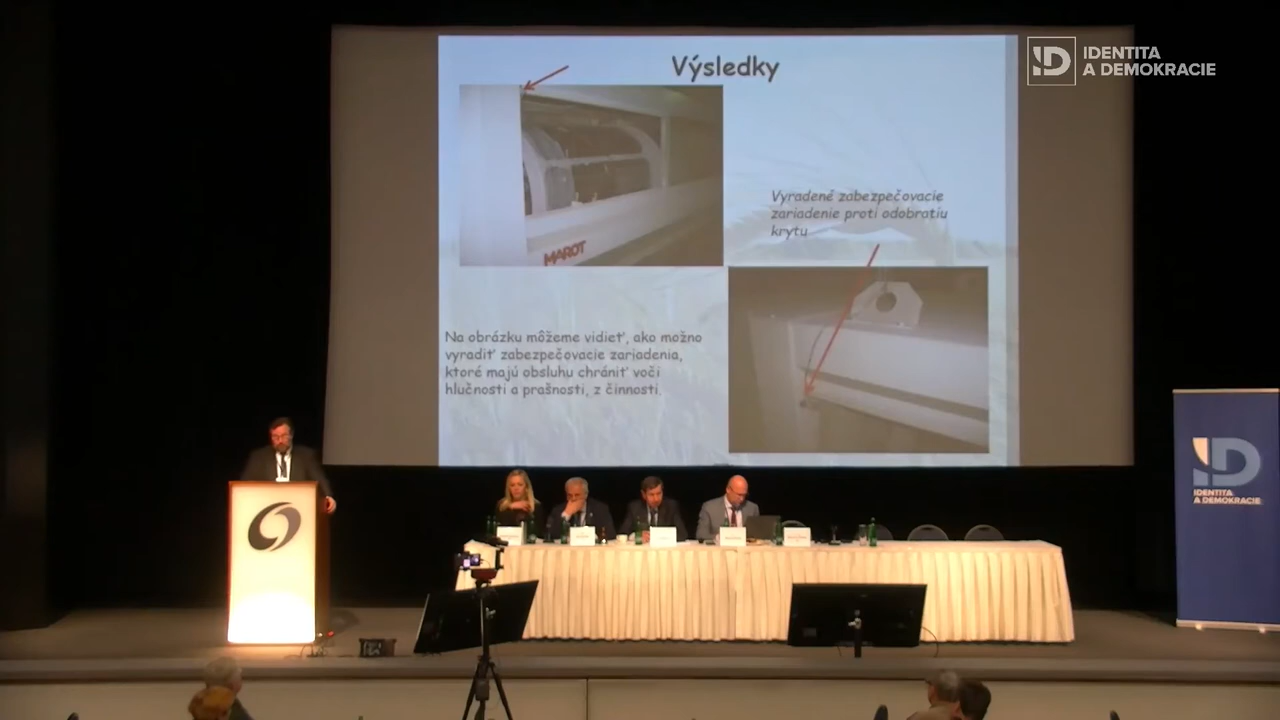 Výsledky
IDENTITA
A DEMOKRACIE
MAROT
Vyradené zabezpečovacie
zariadenie proti odobratiu
krytu
Na obrázku môžeme vidieť, ako možno
vyradiť zabezpečovacie zariadenia,
ktoré majú obsluhu chrániť voči
hlučnosti a prašnosti, z činnosti.
ID
IDENTITA
A DEMOKRACIE